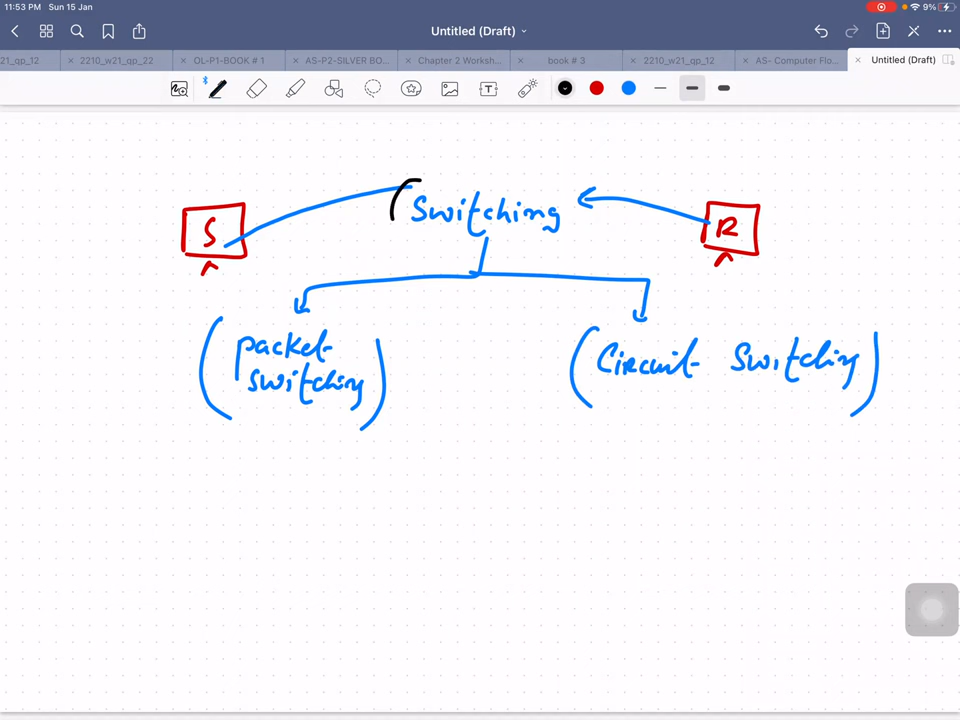 11:53 PM Sun 15 Jan
9%
Untitled (Draft)
21_qp_12
2210_w21_qp_22
OL-P1-BOOK # 1
AS-P2-SILVER BO...
Chapter 2 Worksh...
book # 3
2210_w21_qp_12
AS- Computer Flo...
Untitled (Draft)
T
Switching
S
R
(packet switching)
(Circuit Switching)